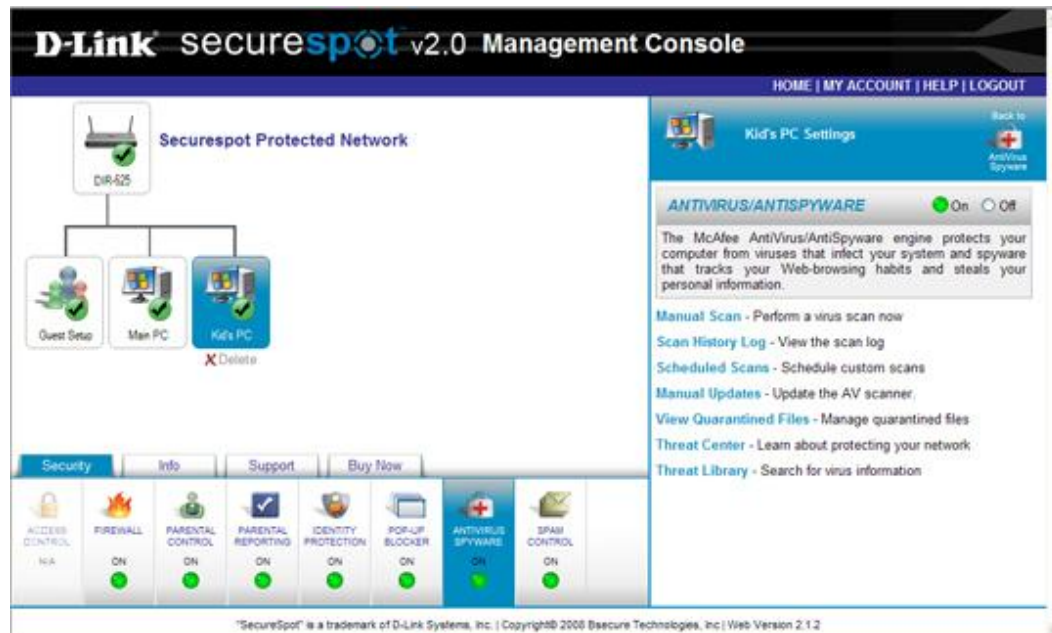 D-Link securespot v2.0 Management Console
HOME | MY ACCOUNT | HELP | LOGOUT
Securespot Protected Network
DIR-625
Guest Setup
Main PC
Kid's PC
X Delete
Kid's PC Settings
Back to
AntiVirus
Spyware
ANTIVIRUS/ANTISPYWARE On Off
The McAfee AntiVirus/AntiSpyware engine protects your
computer from viruses that infect your system and spyware
that tracks your Web-browsing habits and steals your
personal information.
Manual Scan - Perform a virus scan now
Scan History Log - View the scan log
Scheduled Scans - Schedule custom scans
Manual Updates - Update the AV scanner.
View Quarantined Files - Manage quarantined files
Threat Center - Learn about protecting your network
Threat Library - Search for virus information
Security Info Support Buy Now
ACCESS
CONTROL
N/A
FIREWALL
ON
PARENTAL
CONTROL
ON
PARENTAL
REPORTING
ON
IDENTITY
PROTECTION
ON
POP-UP
BLOCKER
ON
ANTIVIRUS
SPYWARE
ON
SPAM
CONTROL
ON
"SecureSpot" is a trademark of D-Link Systems, Inc. | Copyright© 2008 Bsecure Technologies, Inc | Web Version 2.1.2